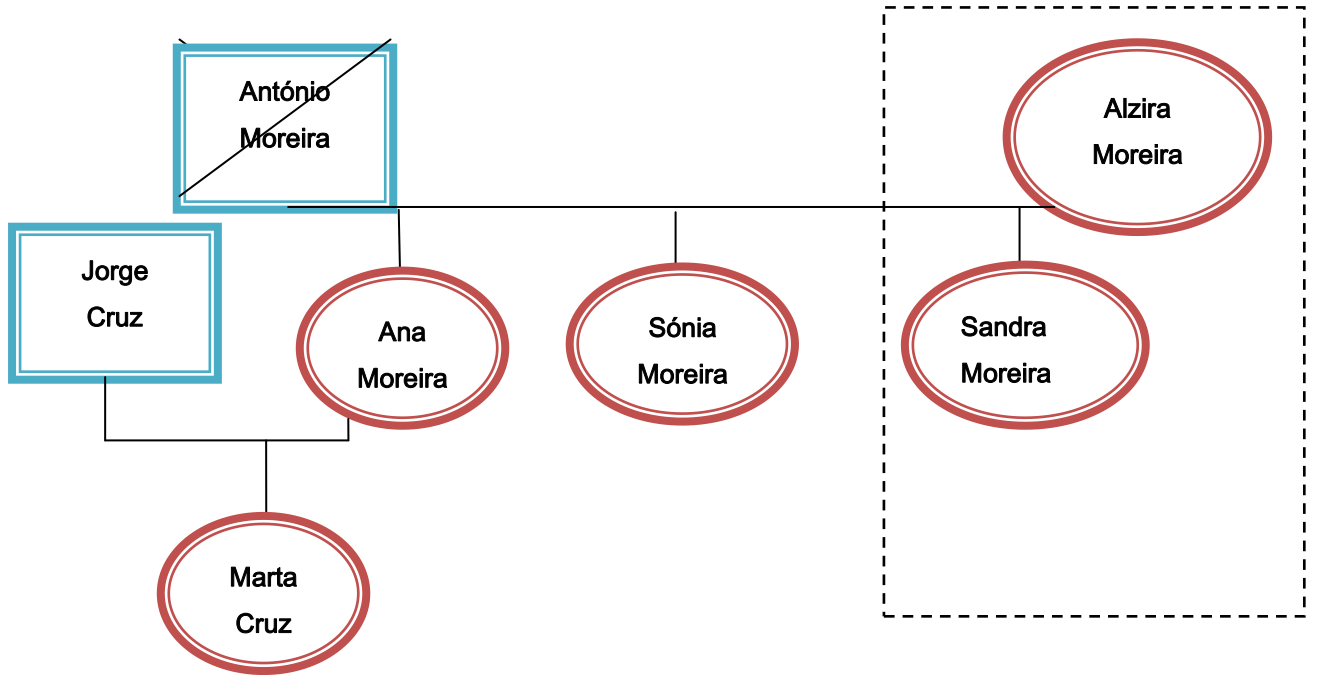 António
Moreira
Alzira
Moreira
Jorge
Cruz
Ana
Moreira
Sónia
Moreira
Sandra
Moreira
Marta
Cruz